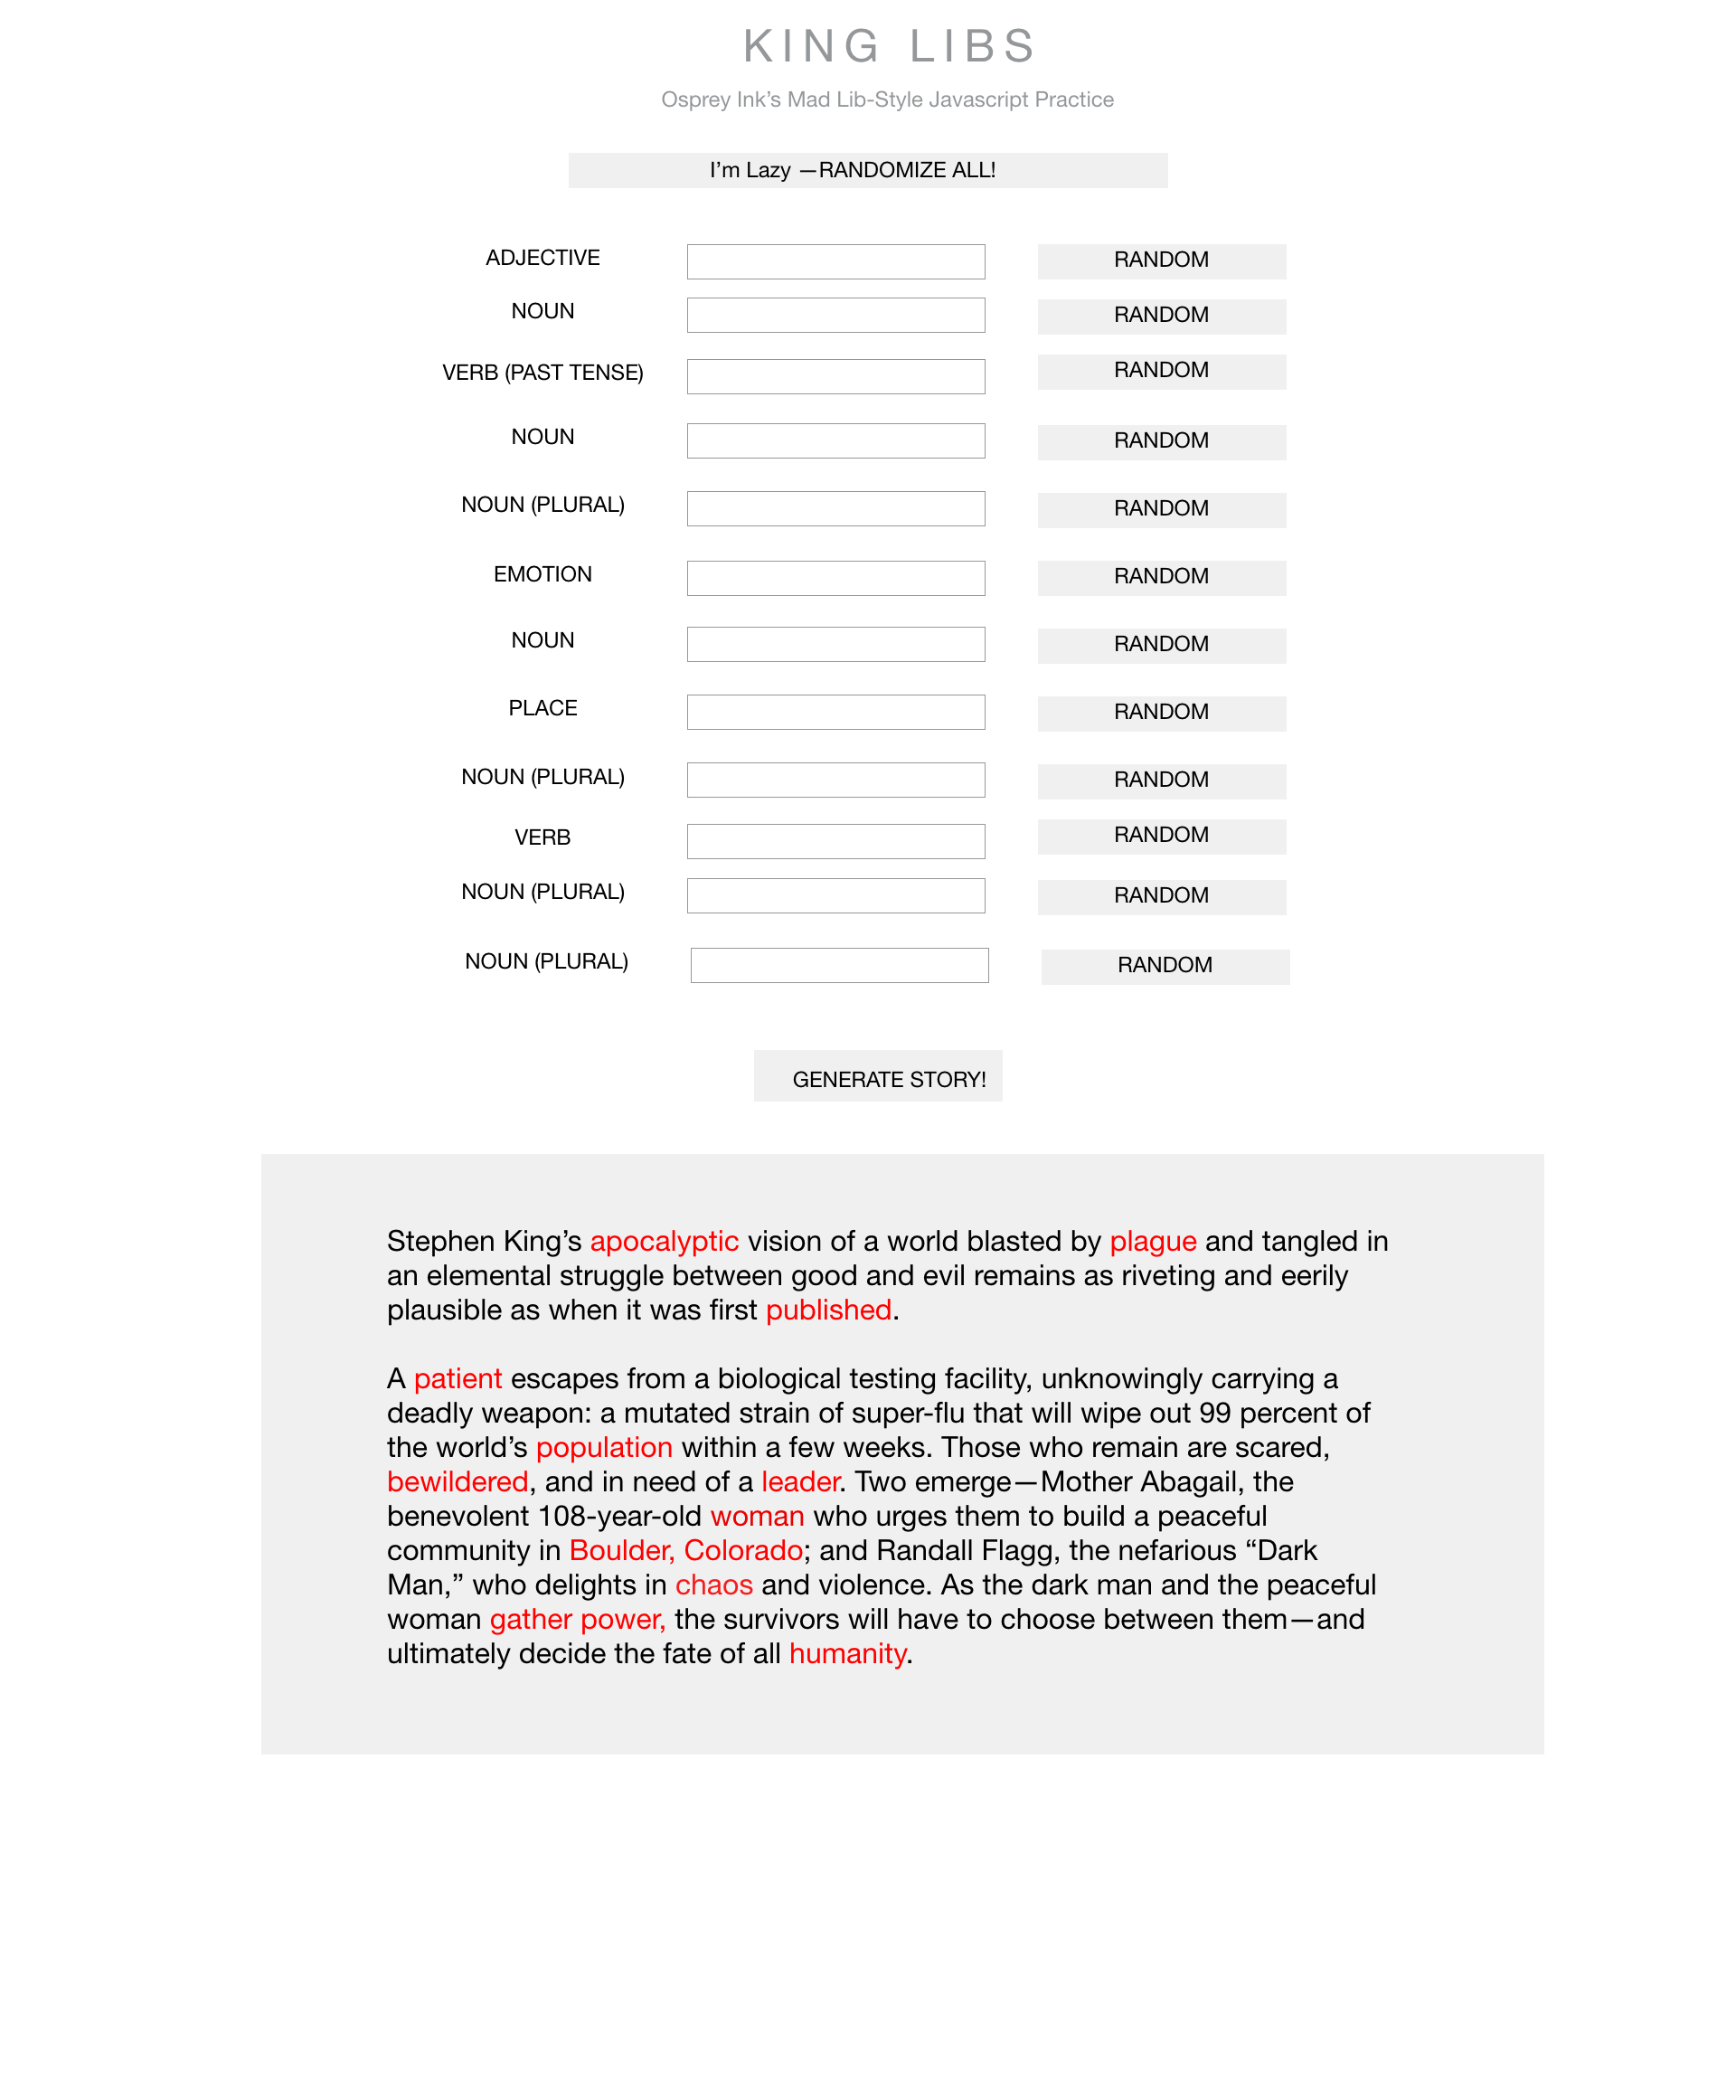 KING LIBS
Osprey Ink’s Mad Lib-Style Javascript Practice
I’m Lazy —RANDOMIZE ALL!
ADJECTIVE RANDOM
NOUN RANDOM
VERB (PAST TENSE) RANDOM
NOUN RANDOM
NOUN (PLURAL) RANDOM
EMOTION RANDOM
NOUN RANDOM
PLACE RANDOM
NOUN (PLURAL) RANDOM
VERB RANDOM
NOUN (PLURAL) RANDOM
NOUN (PLURAL) RANDOM
GENERATE STORY!
Stephen King’s apocalyptic vision of a world blasted by plague and tangled in
an elemental struggle between good and evil remains as riveting and eerily
plausible as when it was first published.
A patient escapes from a biological testing facility, unknowingly carrying a
deadly weapon: a mutated strain of super-flu that will wipe out 99 percent of
the world’s population within a few weeks. Those who remain are scared,
bewildered, and in need of a leader. Two emerge—Mother Abagail, the
benevolent 108-year-old woman who urges them to build a peaceful
community in Boulder, Colorado; and Randall Flagg, the nefarious “Dark
Man,” who delights in chaos and violence. As the dark man and the peaceful
woman gather power, the survivors will have to choose between them—and
ultimately decide the fate of all humanity.